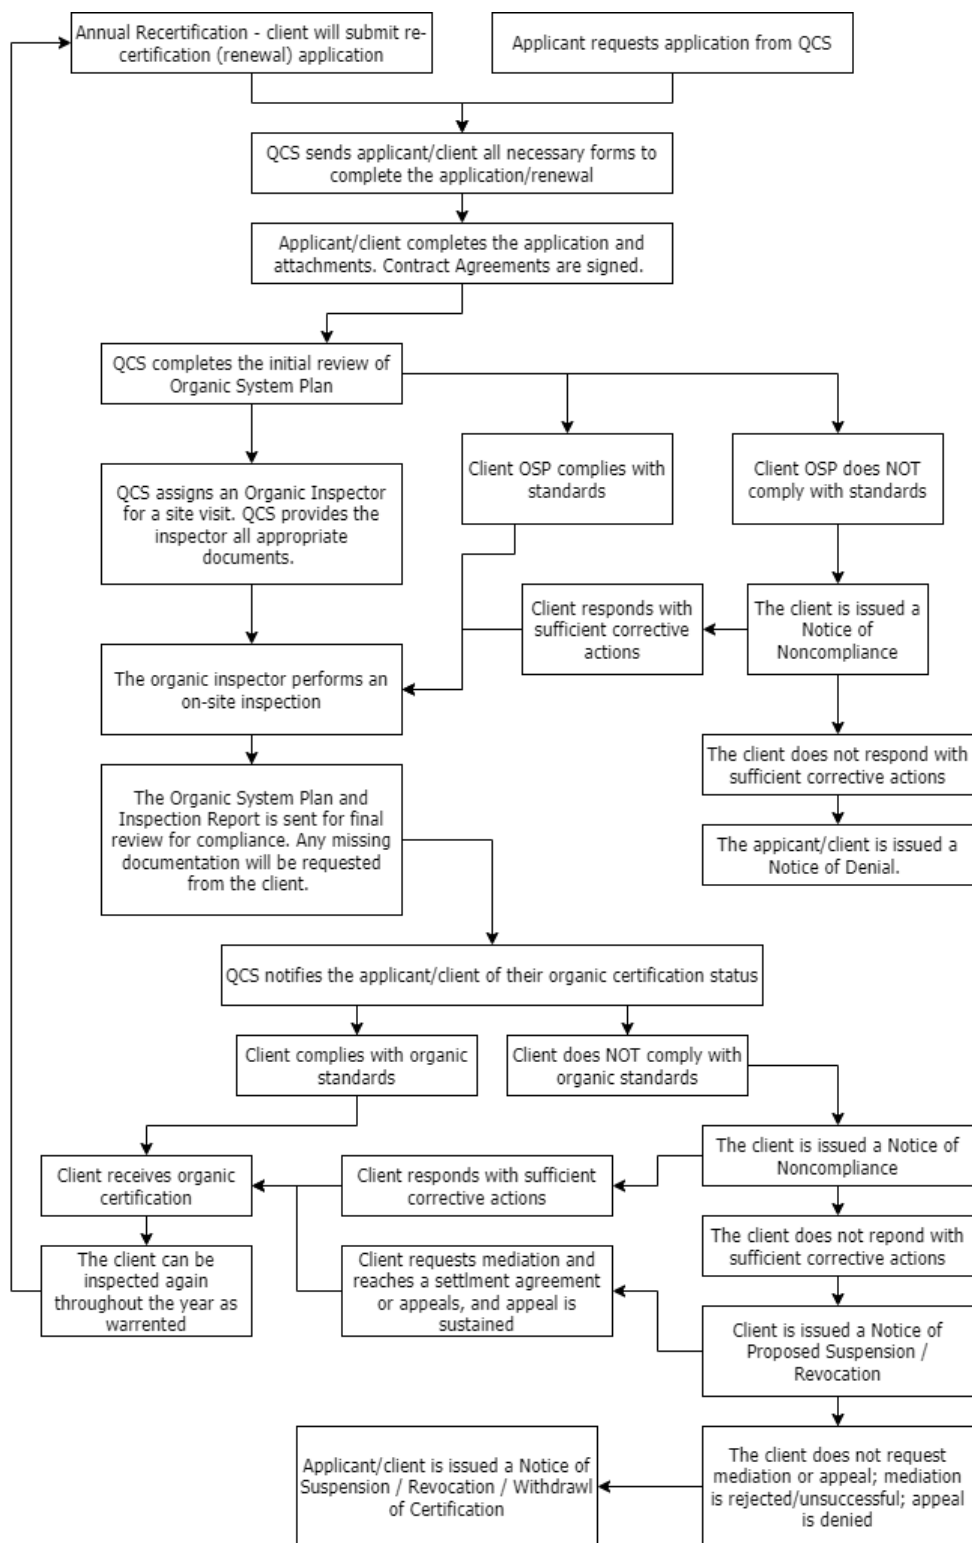 Annual Recertification - client will submit re-
certification (renewal) application
Applicant requests application from QCS
QCS sends applicant/client all necessary forms to
complete the application/renewal
Applicant/client completes the application and
attachments. Contract Agreements are signed.
QCS completes the initial review of
Organic System Plan
Client OSP complies with
standards
Client OSP does NOT
comply with standards
QCS assigns an Organic Inspector
for a site visit. QCS provides the
inspector all appropriate
documents.
Client responds with
sufficient corrective
actions
The client is issued a
Notice of
Noncompliance
The organic inspector performs an
on-site inspection
The client does not respond with
sufficient corrective actions
The Organic System Plan and
Inspection Report is sent for final
review for compliance. Any missing
documentation will be requested
from the client.
The appicant/client is issued a
Notice of Denial.
QCS notifies the applicant/client of their organic certification status
Client complies with organic
standards
Client does NOT comply with
organic standards
The client is issued a Notice of
Noncompliance
Client receives organic
certification
Client responds with sufficient
corrective actions
The client does not repond with
sufficient corrective actions
The client can be
inspected again
throughout the year as
warrented
Client requests mediation and
reaches a settlment agreement
or appeals, and appeal is
sustained
Client is issued a Notice of
Proposed Suspension /
Revocation
Applicant/client is issued a Notice of
Suspension / Revocation / Withdrawl
of Certification
The client does not request
mediation or appeal; mediation
is rejected/unsuccessful; appeal
is denied